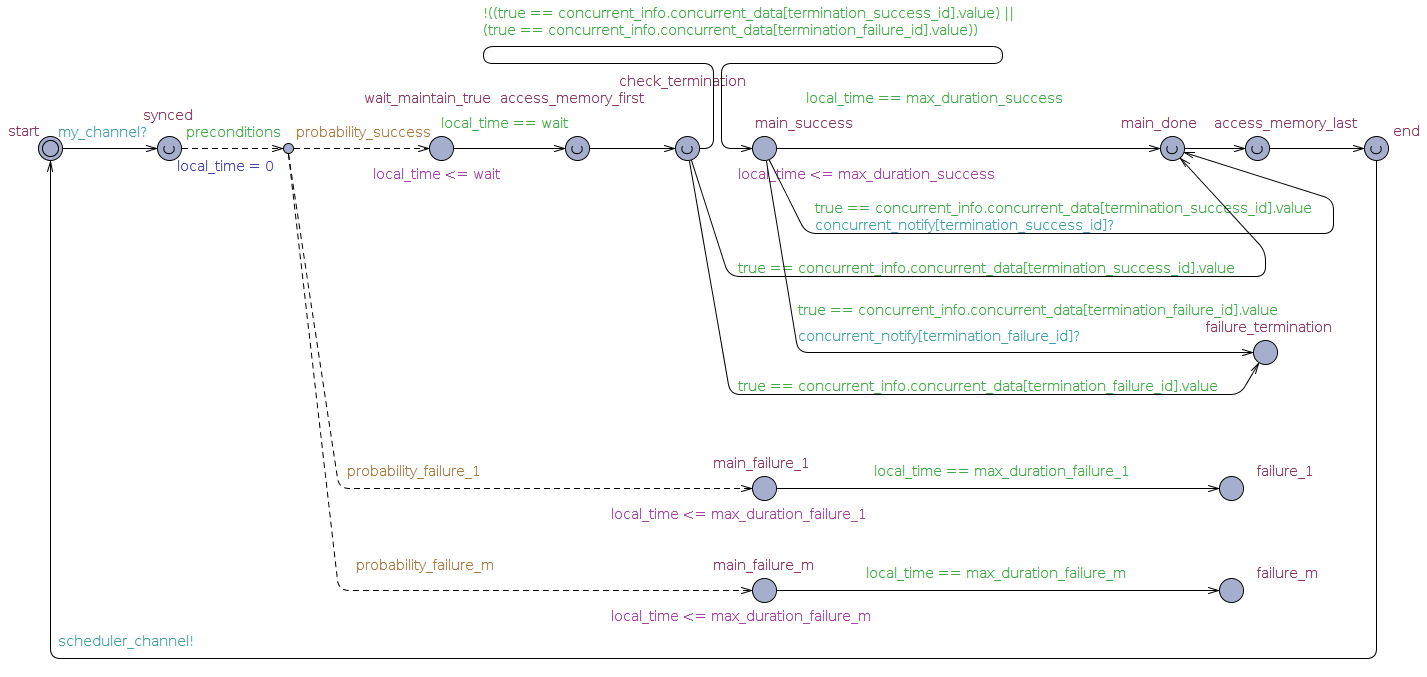 !((true == concurrent_info.concurrent_data[termination_success_id].value) ||
(true == concurrent_info.concurrent_data[termination_failure_id].value))
check_termination
wait_maintain_true
access_memory_first
local_time == max_duration_success
synced
start
my_channel?
preconditions
probability_success
local_time == wait
main_success
main_done
access_memory_last
end
local_time = 0
local_time <= wait
local_time <= max_duration_success
true == concurrent_info.concurrent_data[termination_success_id].value
concurrent_notify[termination_success_id]?
true == concurrent_info.concurrent_data[termination_success_id].value
true == concurrent_info.concurrent_data[termination_failure_id].value
failure_termination
concurrent_notify[termination_failure_id]?
true == concurrent_info.concurrent_data[termination_failure_id].value
probability_failure_1
main_failure_1
local_time == max_duration_failure_1
failure_1
local_time <= max_duration_failure_1
probability_failure_m
main_failure_m
local_time == max_duration_failure_m
failure_m
local_time <= max_duration_failure_m
scheduler_channel!